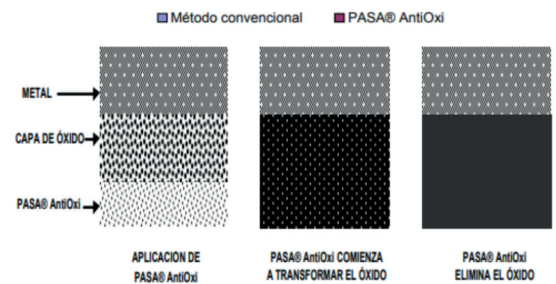 Método convencional PASA® AntiOxi
METAL
CAPA DE ÓXIDO
PASA® AntiOxi
APLICACION DE
PASA® AntiOxi
PASA® AntiOxi COMIENZA
A TRANSFORMAR EL ÓXIDO
PASA® AntiOxi
ELIMINA EL ÓXIDO